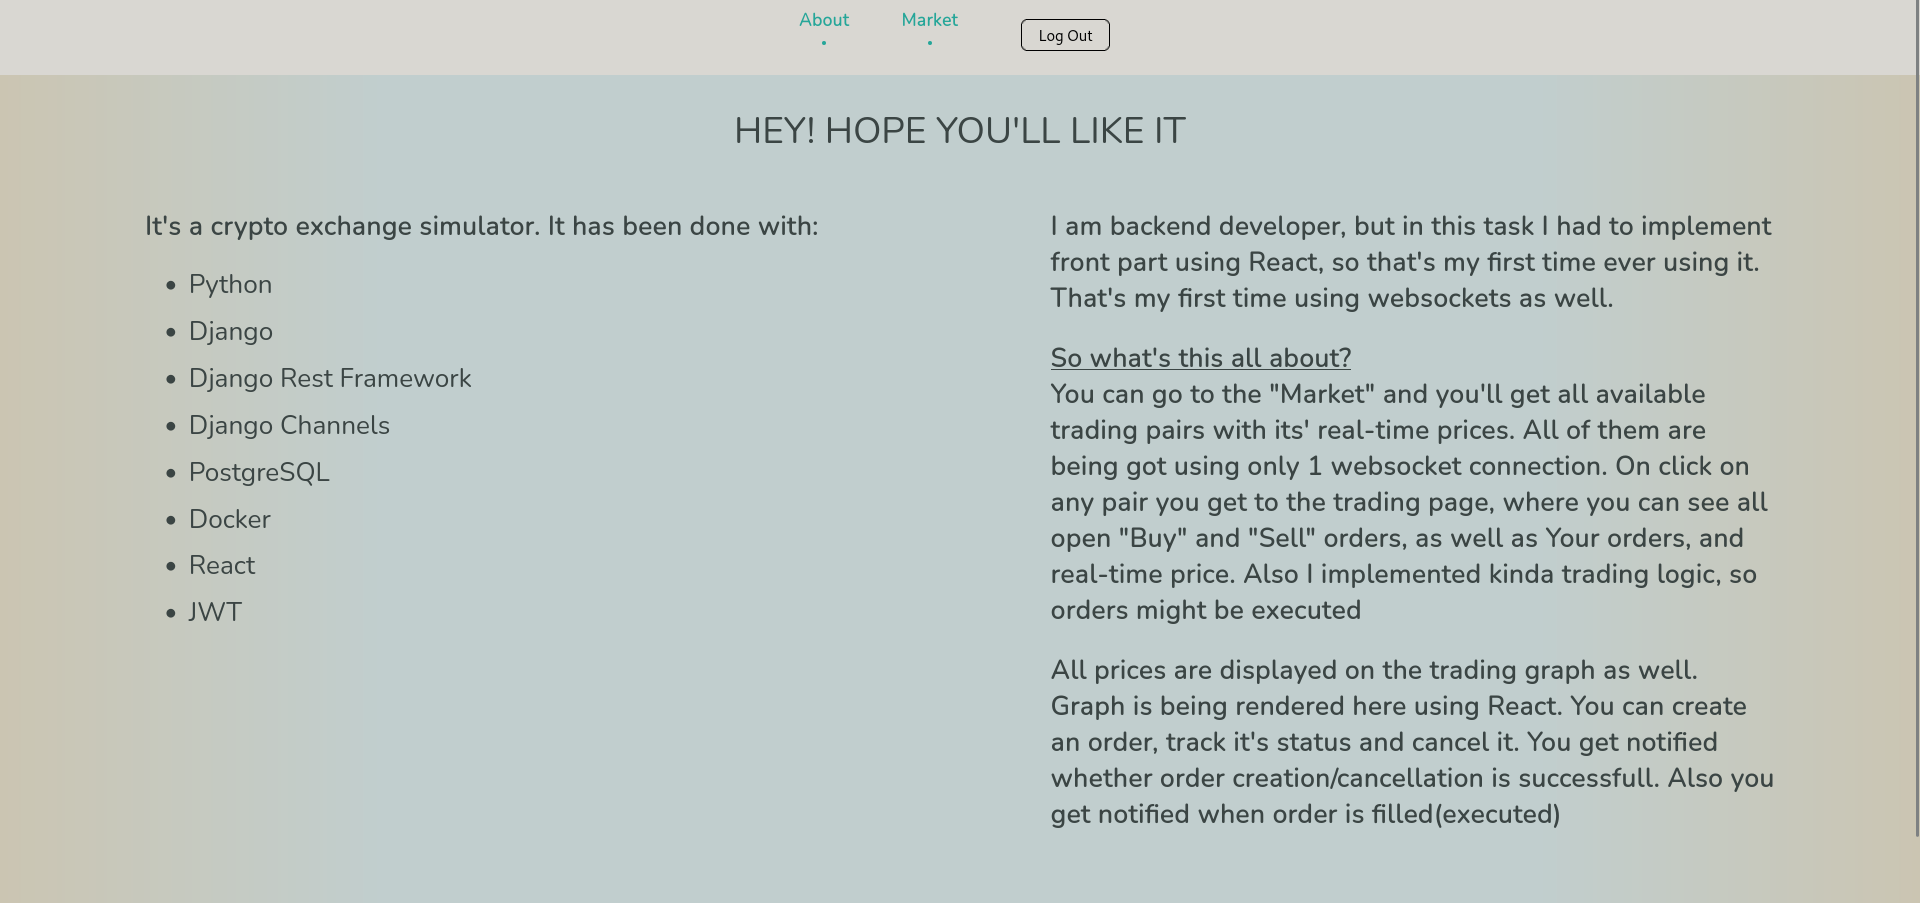 About Market Log Out
HEY! HOPE YOU'LL LIKE IT
It's a crypto exchange simulator. It has been done with:
• Python
• Django
• Django Rest Framework
• Django Channels
• PostgreSQL
• Docker
• React
• JWT
I am backend developer, but in this task I had to implement
front part using React, so that's my first time ever using it.
That's my first time using websockets as well.
So what's this all about?
You can go to the "Market" and you'll get all available
trading pairs with its' real-time prices. All of them are
being got using only 1 websocket connection. On click on
any pair you get to the trading page, where you can see all
open "Buy" and "Sell" orders, as well as Your orders, and
real-time price. Also I implemented kinda trading logic, so
orders might be executed
All prices are displayed on the trading graph as well.
Graph is being rendered here using React. You can create
an order, track it's status and cancel it. You get notified
whether order creation/cancellation is successfull. Also you
get notified when order is filled(executed)